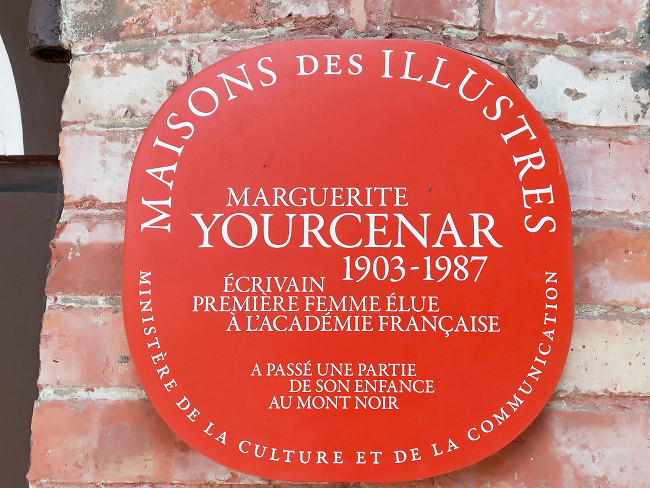 MAISONS DES ILLUSTRES
MARGUERITE
YOURCENAR
1903-1987
ÉCRIVAIN
PREMIÈRE FEMME ÉLUE
À L'ACADÉMIE FRANÇAISE
A PASSÉ UNE PARTIE
DE SON ENFANCE
AU MONT NOIR
MINISTÈRE DE LA CULTURE ET DE LA COMMUNICATION